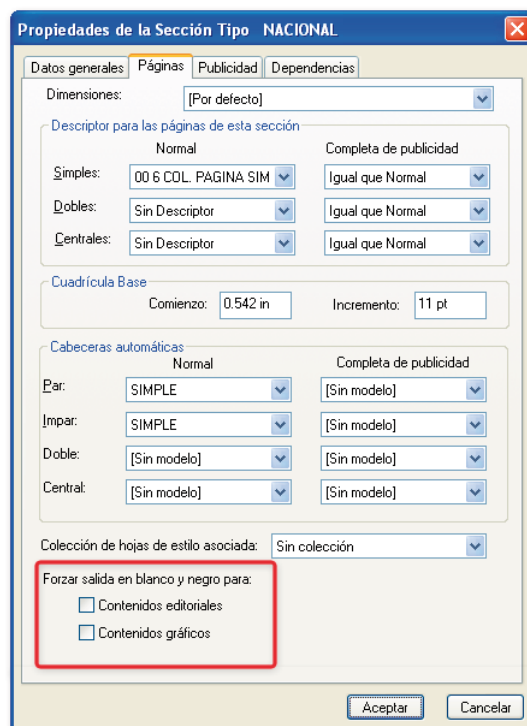 Propiedades de la Sección Tipo NACIONAL
Datos generales Páginas Publicidad Dependencias
Dimensiones: [Por defecto]
Descriptor para las páginas de esta sección
Normal Completa de publicidad
Simples: 00 6 COL. PAGINA SIM Igual que Normal
Dobles: Sin Descriptor Igual que Normal
Centrales: Sin Descriptor Igual que Normal
Cuadrícula Base
Comienzo: 0.542 in Incremento: 11 pt
Cabeceras automáticas
Normal Completa de publicidad
Par: SIMPLE [Sin modelo]
Impar: SIMPLE [Sin modelo]
Doble: [Sin modelo] [Sin modelo]
Central: [Sin modelo] [Sin modelo]
Colección de hojas de estilo asociada: Sin colección
Forzar salida en blanco y negro para:
Contenidos editoriales
Contenidos gráficos
Aceptar Cancelar